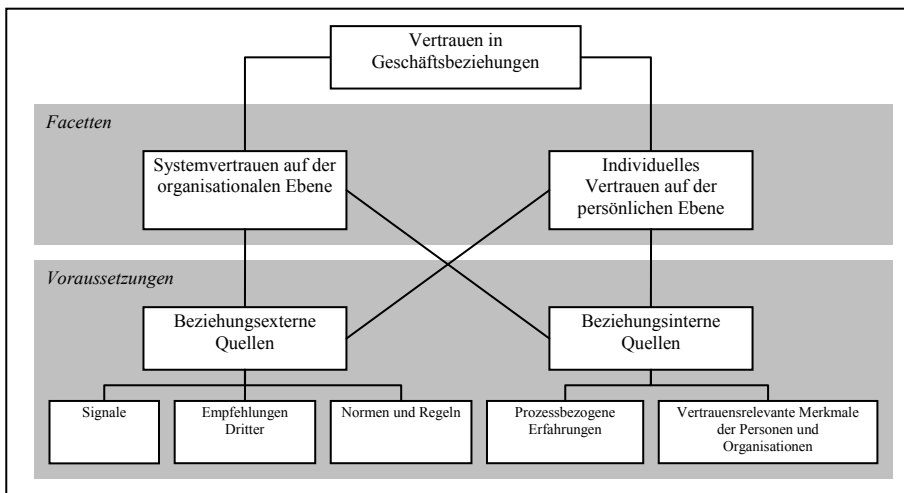 Vertrauen in
Geschäftsbeziehungen
Facetten
Systemvertrauen auf der
organisationalen Ebene
Individuelles
Vertrauen auf der
persönlichen Ebene
Voraussetzungen
Beziehungsexterne
Quellen
Beziehungsinterne
Quellen
Signale
Empfehlungen
Dritter
Normen und Regeln
Prozessbezogene
Erfahrungen
Vertrauensrelevante Merkmale
der Personen und
Organisationen